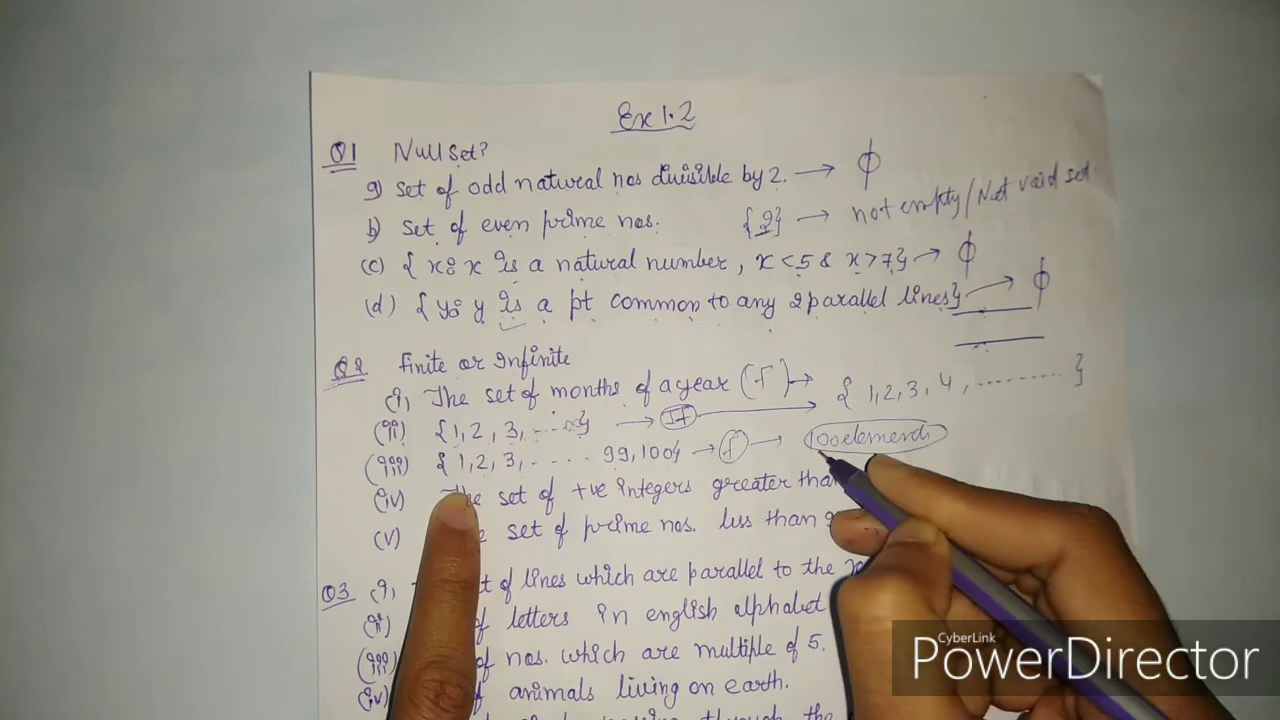 Ex 1.2
Q1 Null set?
a) set of odd natural nos divisible by 2. → ϕ
b) set of even prime nos. {2} → not empty/Not void set.
(c) { x: x is a natural number, x < 5 & x > 7} → ϕ
(d) { y: y is a pt common to any 2 parallel lines} → ϕ
Q2 Finite or Infinite
(i) The set of months of a year (f) → { 1, 2, 3, 4, .......... }
(ii) {1, 2, 3, ... ∞} → If →
(iii) { 1, 2, 3, ..... 99, 100} → f → 100 elements
(iv) The set of +ve integers greater than
(v) set of prime nos. less than 9
Q3 (i) of lines which are parallel to the
(ii) of letters in english alphabet
(iii) of nos. which are multiple of 5.
(iv) of animals living on earth.
through the
CyberLink
PowerDirector